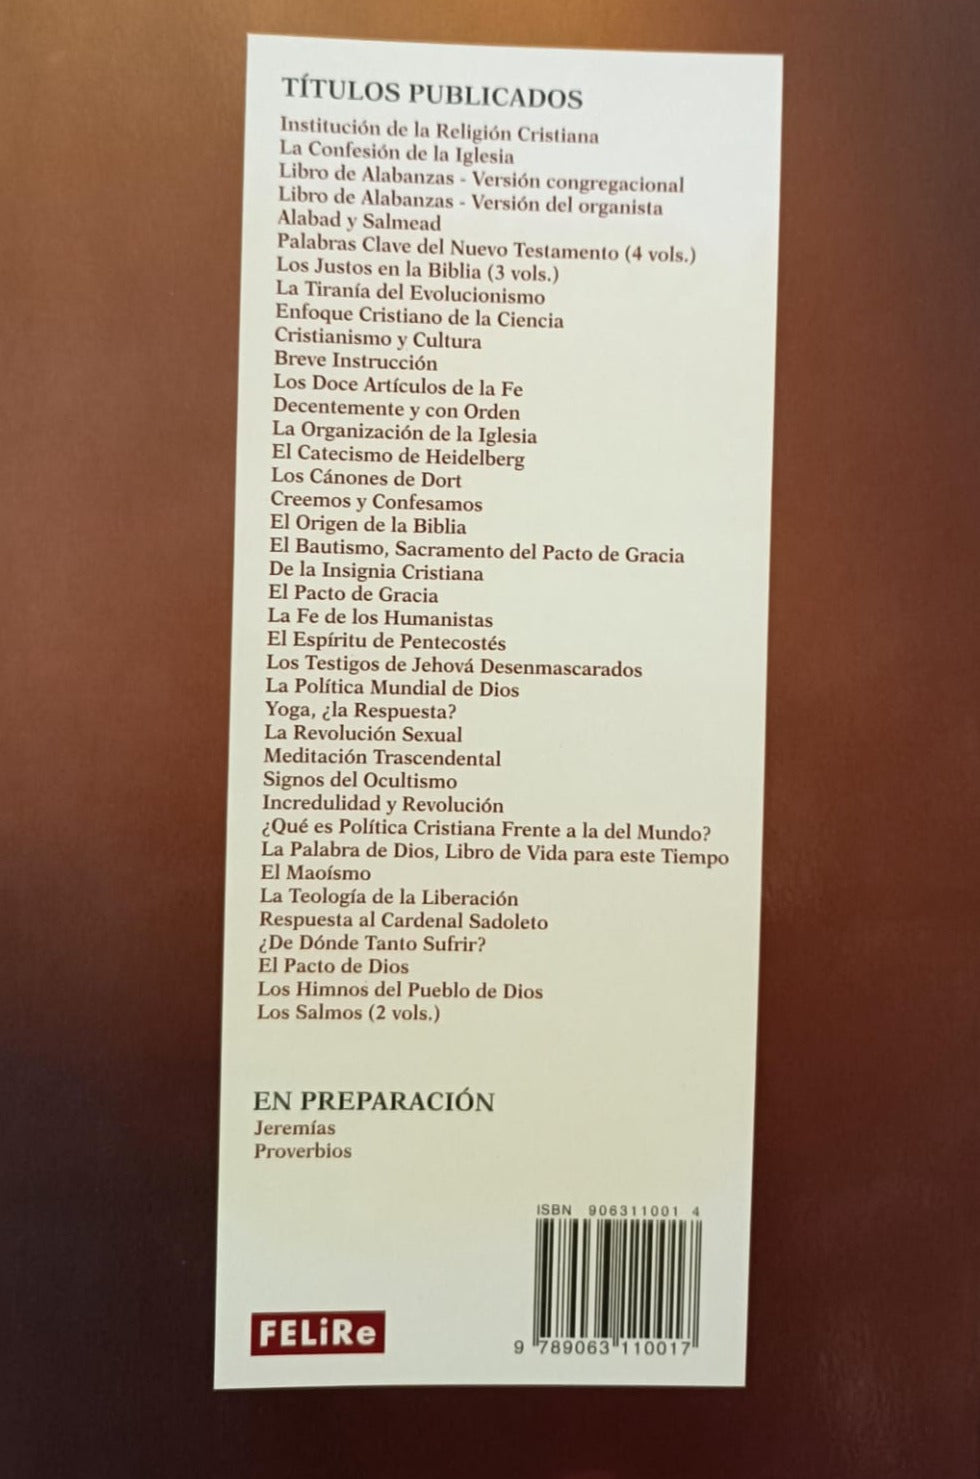 TÍTULOS PUBLICADOS
Institución de la Religión Cristiana
La Confesión de la Iglesia
Libro de Alabanzas - Versión congregacional
Libro de Alabanzas - Versión del organista
Alabad y Salmead
Palabras Clave del Nuevo Testamento (4 vols.)
Los Justos en la Biblia (3 vols.)
La Tiranía del Evolucionismo
Enfoque Cristiano de la Ciencia
Cristianismo y Cultura
Breve Instrucción
Los Doce Artículos de la Fe
Decentemente y con Orden
La Organización de la Iglesia
El Catecismo de Heidelberg
Los Cánones de Dort
Creemos y Confesamos
El Origen de la Biblia
El Bautismo, Sacramento del Pacto de Gracia
De la Insignia Cristiana
El Pacto de Gracia
La Fe de los Humanistas
El Espíritu de Pentecostés
Los Testigos de Jehová Desenmascarados
La Política Mundial de Dios
Yoga, ¿la Respuesta?
La Revolución Sexual
Meditación Trascendental
Signos del Ocultismo
Incredulidad y Revolución
¿Qué es Política Cristiana Frente a la del Mundo?
La Palabra de Dios, Libro de Vida para este Tiempo
El Maoísmo
La Teología de la Liberación
Respuesta al Cardenal Sadoleto
¿De Dónde Tanto Sufrir?
El Pacto de Dios
Los Himnos del Pueblo de Dios
Los Salmos (2 vols.)
EN PREPARACIÓN
Jeremías
Proverbios
ISBN 906311001 4
FELiRe
9 789063 110017